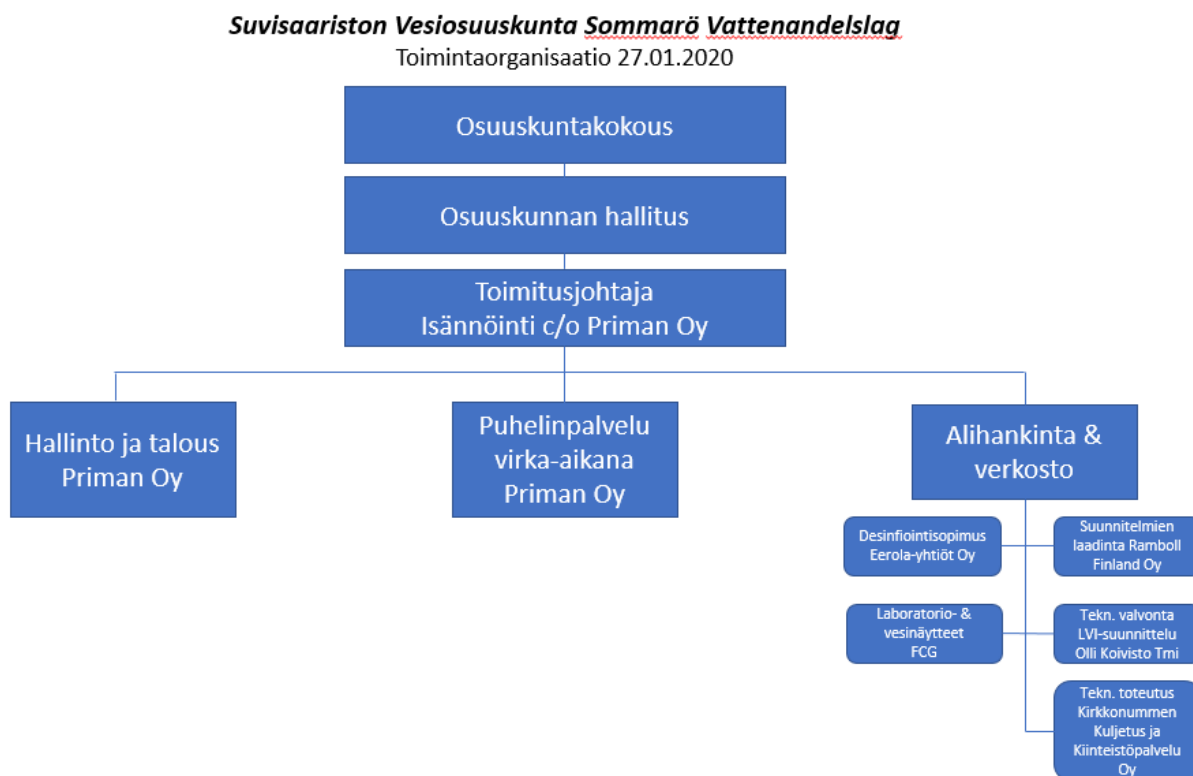 Suvisaariston Vesiosuuskunta Sommarö Vattenandelslag
Toimintaorganisaatio 27.01.2020
Osuuskuntakokous
Osuuskunnan hallitus
Toimitusjohtaja
Isännöinti c/o Priman Oy
Hallinto ja talous
Priman Oy
Puhelinpalvelu
virka-aikana
Priman Oy
Alihankinta &
verkosto
Desinfiointisopimus
Eerola-yhtiöt Oy
Suunnitelmien
laadinta Ramboll
Finland Oy
Laboratorio- &
vesinäytteet
FCG
Tekn. valvonta
LVI-suunnittelu
Olli Koivisto Tmi
Tekn. toteutus
Kirkkonummen
Kuljetus ja
Kiinteistöpalvelu
Oy